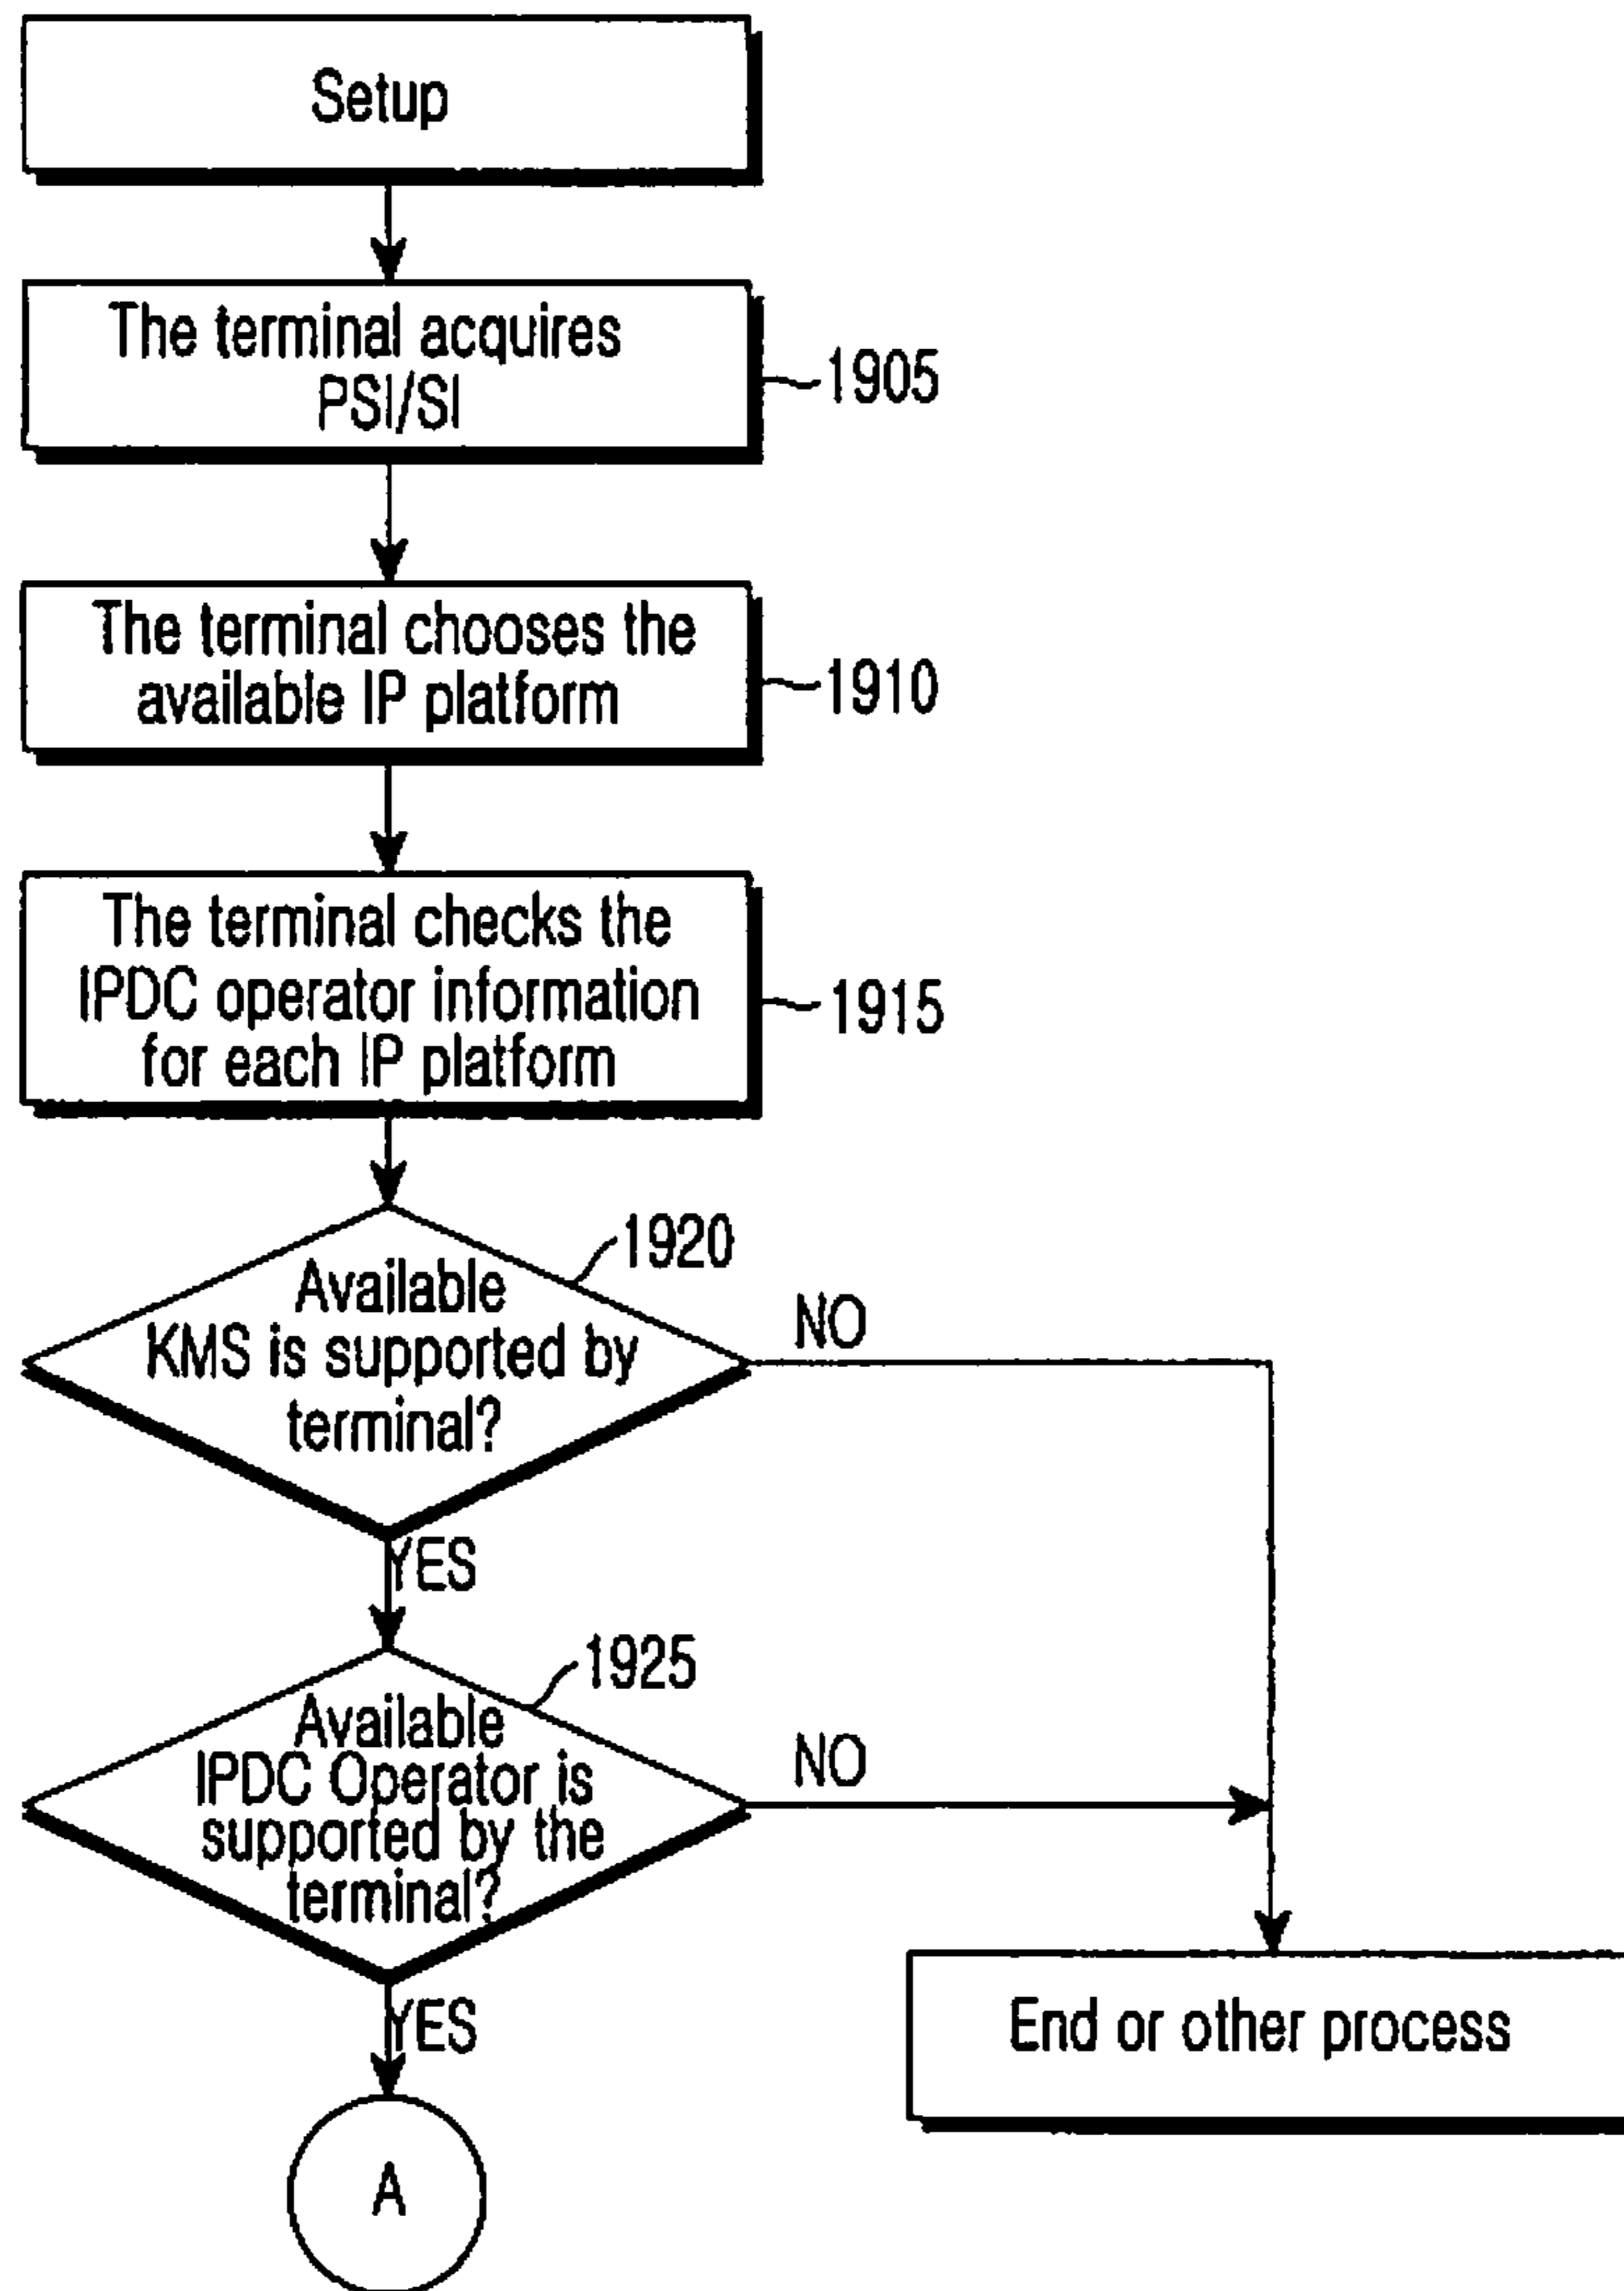 Setup
The terminal acquires
PSI/SI
1905
The terminal chooses the
available IP platform
1910
The terminal checks the
IPDC operator information
for each IP platform
1915
1920
Available
KMS is supported by
terminal?
NO
YES
1925
Available
IPDC Operator is
supported by the
terminal?
NO
YES
End or other process
A